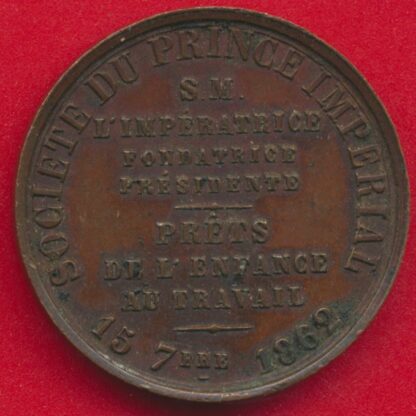 SOCIETE DU PRINCE IMPERIAL
S.M.
L'IMPÉRATRICE
FONDATRICE
PRÉSIDENTE
PRÊTS
DE L'ENFANCE
AU TRAVAIL
15 7BRE 1862